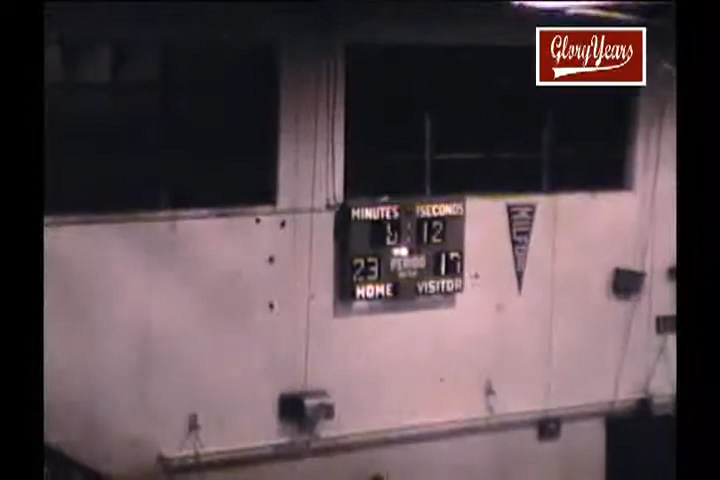 GloryYears
MINUTES SECONDS
12
23 PERIOD 17
HOME VISITOR